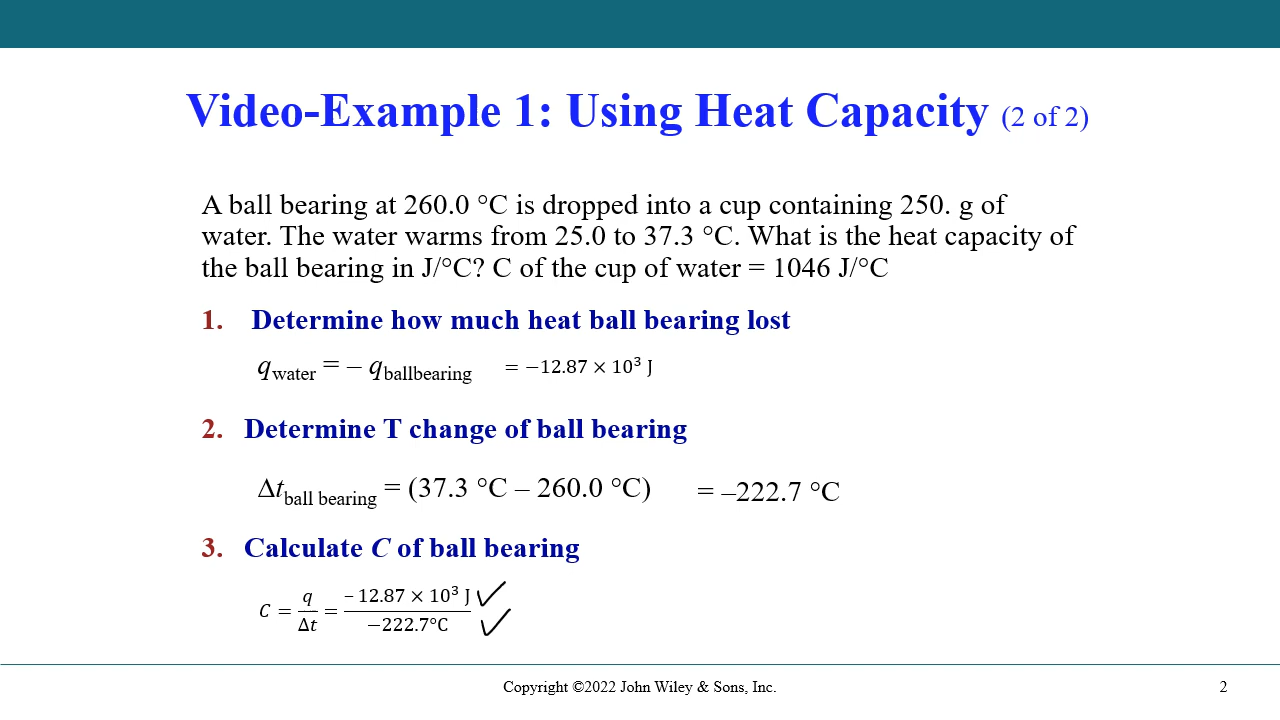 Video-Example 1: Using Heat Capacity (2 of 2)
A ball bearing at 260.0 °C is dropped into a cup containing 250. g of
water. The water warms from 25.0 to 37.3 °C. What is the heat capacity of
the ball bearing in J/°C? C of the cup of water = 1046 J/°C
1. Determine how much heat ball bearing lost
q water = – q ballbearing = −12.87 × 10³ J
2. Determine T change of ball bearing
Δt ball bearing = (37.3 °C – 260.0 °C) = –222.7 °C
3. Calculate C of ball bearing
C = q/Δt = –12.87 × 10³ J / −222.7°C ✓ ✓
Copyright ©2022 John Wiley & Sons, Inc. 2